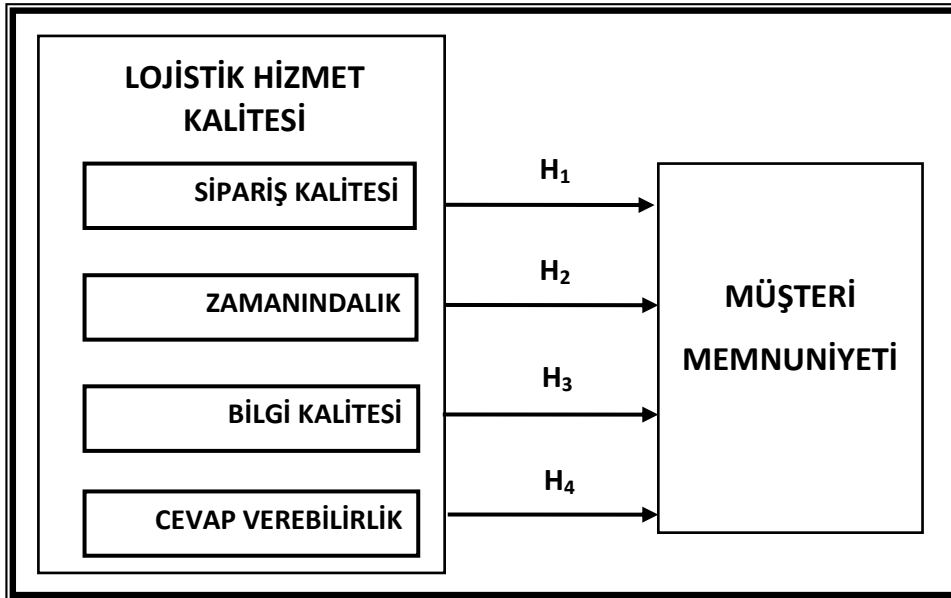 LOJİSTİK HİZMET
KALİTESİ
SİPARİŞ KALİTESİ
ZAMANINDALIK
BİLGİ KALİTESİ
CEVAP VEREBİLİRLİK
H₁
H₂
H₃
H₄
MÜŞTERİ
MEMNUNİYETİ